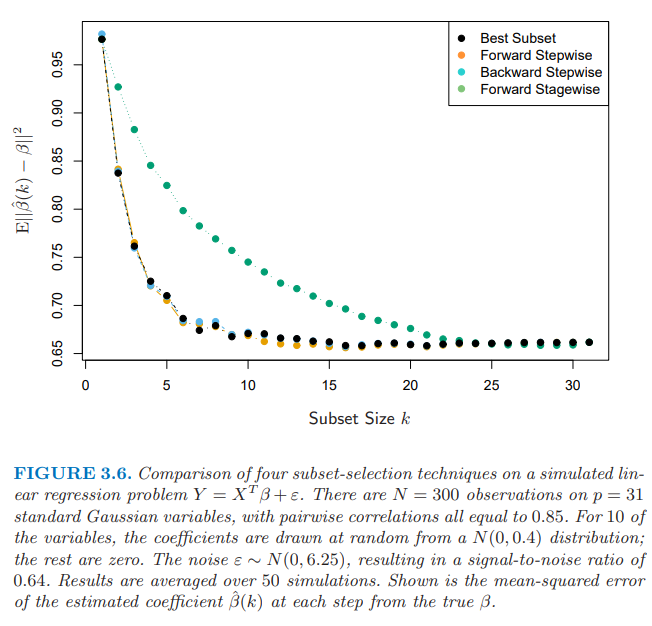 Best Subset
Forward Stepwise
Backward Stepwise
Forward Stagewise
0.95
0.90
0.85
0.80
0.75
0.70
0.65
E||β̂(k) − β||²
0 5 10 15 20 25 30
Subset Size k
FIGURE 3.6. Comparison of four subset-selection techniques on a simulated lin-
ear regression problem Y = Xᵀβ + ε. There are N = 300 observations on p = 31
standard Gaussian variables, with pairwise correlations all equal to 0.85. For 10 of
the variables, the coefficients are drawn at random from a N(0, 0.4) distribution;
the rest are zero. The noise ε ∼ N(0, 6.25), resulting in a signal-to-noise ratio of
0.64. Results are averaged over 50 simulations. Shown is the mean-squared error
of the estimated coefficient β̂(k) at each step from the true β.